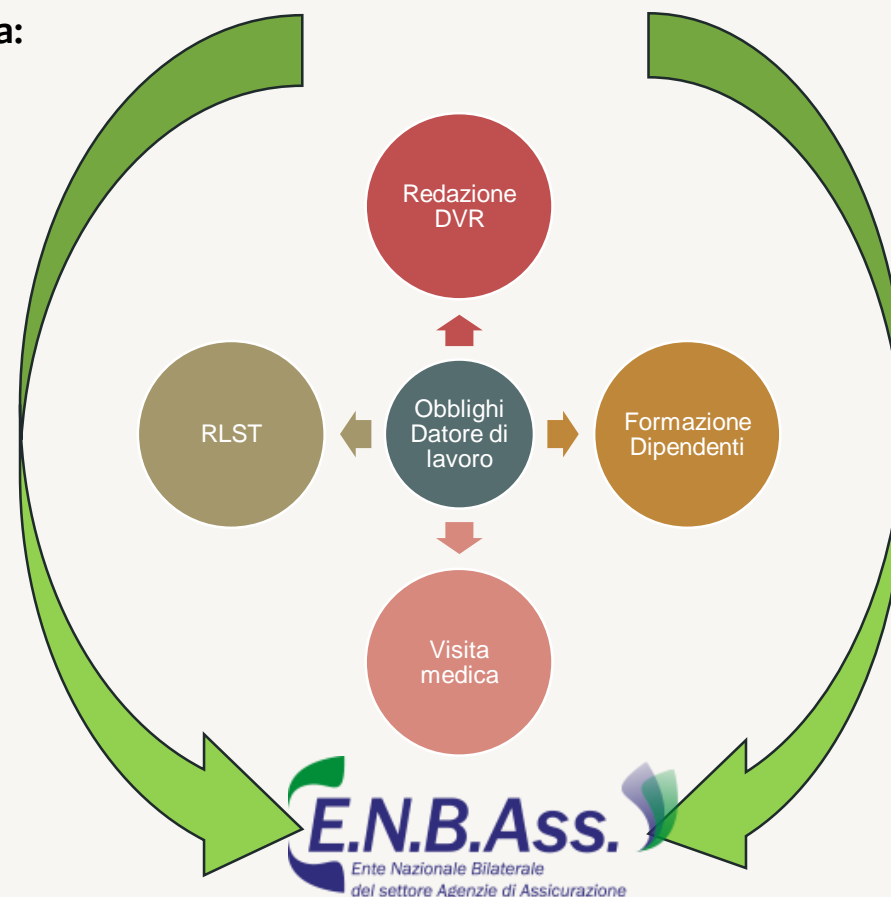 a:
Redazione
DVR
RLST
Obblighi
Datore di
lavoro
Formazione
Dipendenti
Visita
medica
E.N.B.Ass.
Ente Nazionale Bilaterale
del settore Agenzie di Assicurazione